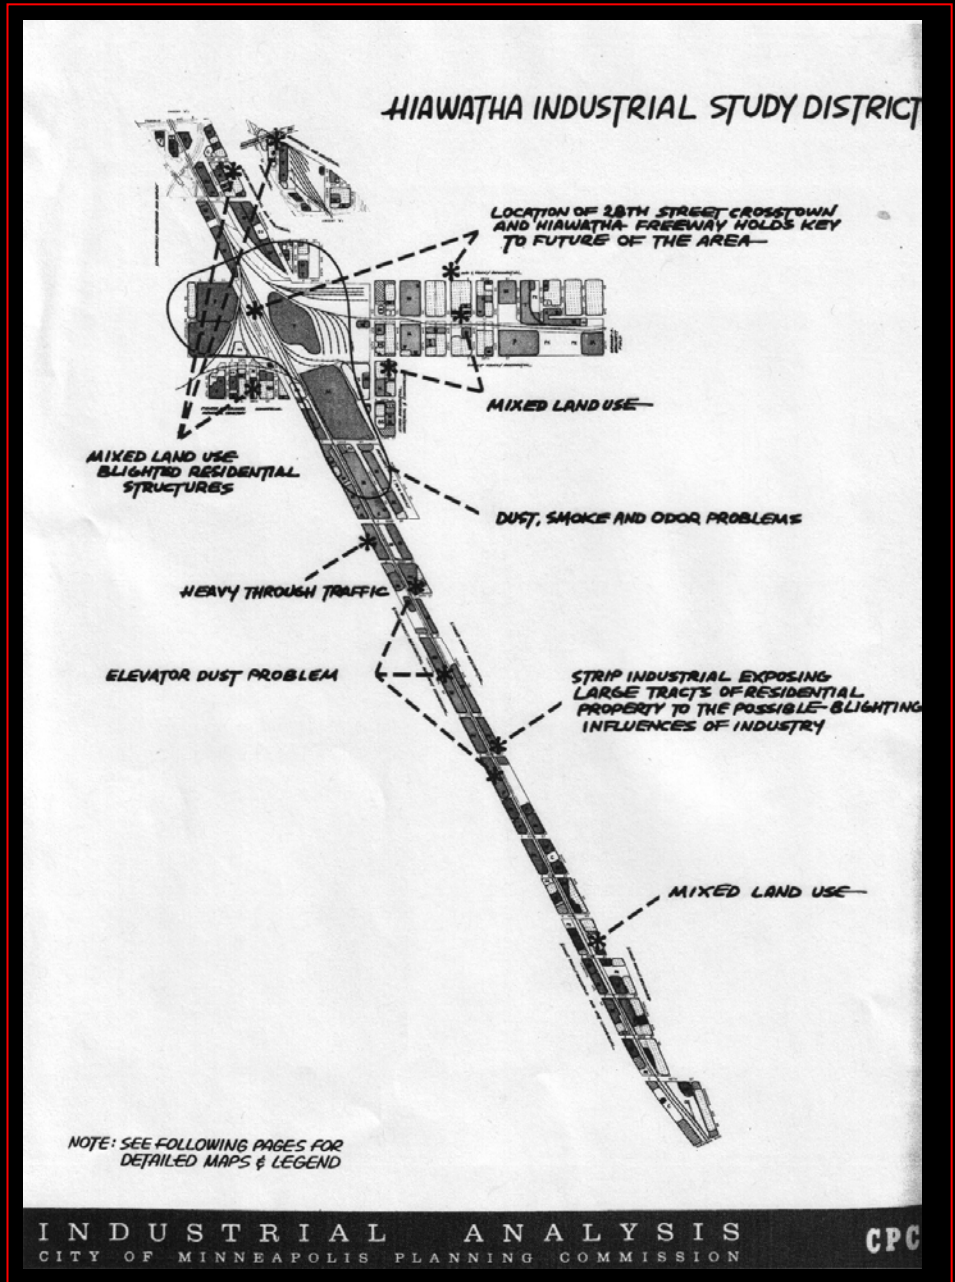 HIAWATHA INDUSTRIAL STUDY DISTRICT
LOCATION OF 28TH STREET CROSSTOWN
AND HIAWATHA FREEWAY HOLDS KEY
TO FUTURE OF THE AREA
MIXED LAND USE
MIXED LAND USE
BLIGHTED RESIDENTIAL
STRUCTURES
DUST, SMOKE AND ODOR PROBLEMS
HEAVY THROUGH TRAFFIC
ELEVATOR DUST PROBLEM
STRIP INDUSTRIAL EXPOSING
LARGE TRACTS OF RESIDENTIAL
PROPERTY TO THE POSSIBLE BLIGHTING
INFLUENCES OF INDUSTRY
MIXED LAND USE
NOTE: SEE FOLLOWING PAGES FOR
DETAILED MAPS & LEGEND
INDUSTRIAL ANALYSIS
CITY OF MINNEAPOLIS PLANNING COMMISSION
CPC